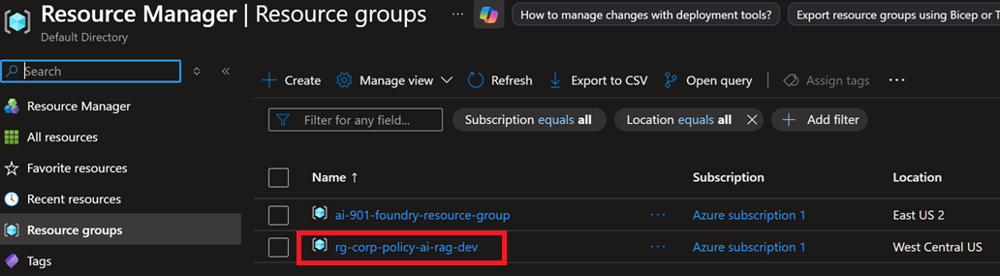 Resource Manager | Resource groups ...
How to manage changes with deployment tools?
Export resource groups using Bicep or T
Default Directory
Search
Resource Manager
All resources
Favorite resources
Recent resources
Resource groups
Tags
Create Manage view Refresh Export to CSV Open query Assign tags ...
Filter for any field... Subscription equals all Location equals all Add filter
Name ↑ Subscription Location
ai-901-foundry-resource-group ... Azure subscription 1 East US 2
rg-corp-policy-ai-rag-dev ... Azure subscription 1 West Central US